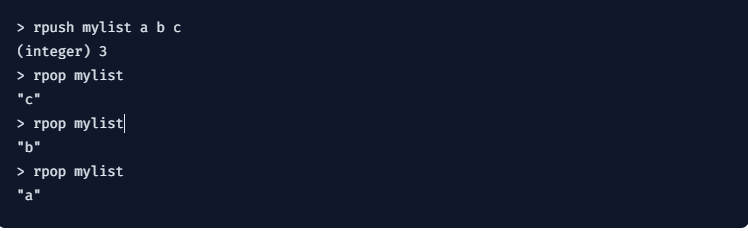 > rpush mylist a b c
(integer) 3
> rpop mylist
"c"
> rpop mylist
"b"
> rpop mylist
"a"